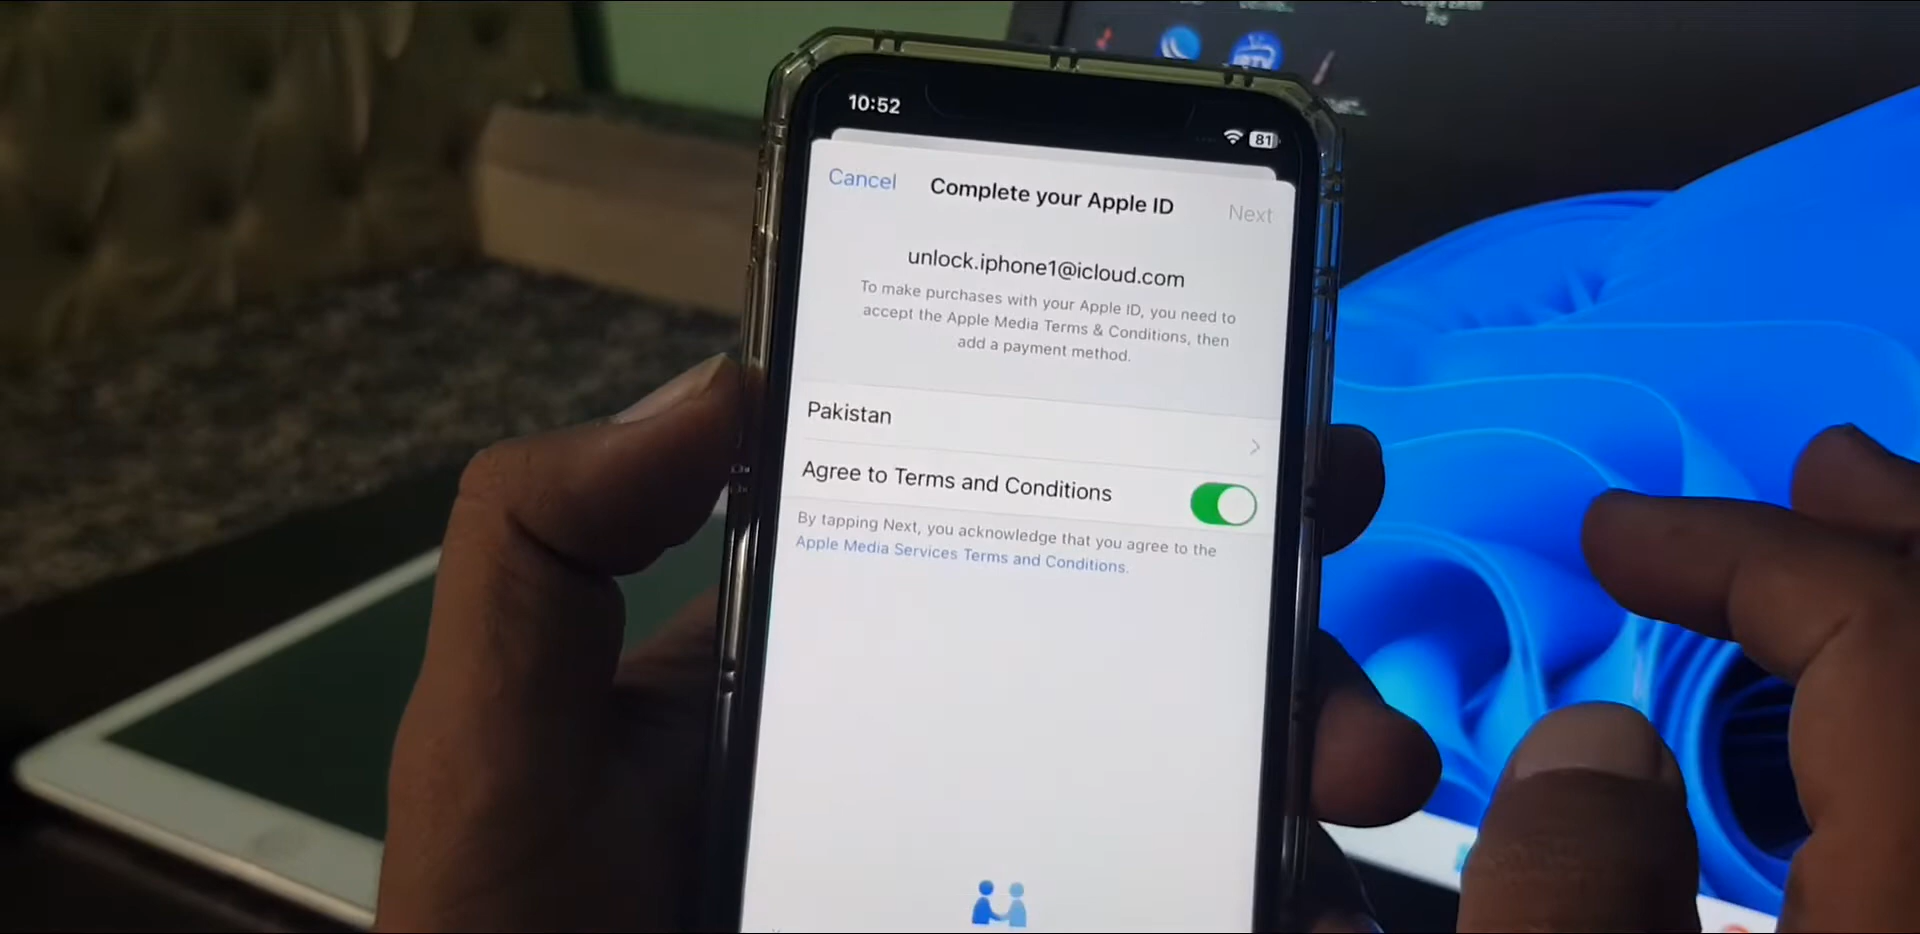 Pro
10:52
81
Cancel
Complete your Apple ID
Next
unlock.iphone1@icloud.com
To make purchases with your Apple ID, you need to
accept the Apple Media Terms & Conditions, then
add a payment method.
Pakistan
Agree to Terms and Conditions
By tapping Next, you acknowledge that you agree to the
Apple Media Services Terms and Conditions.